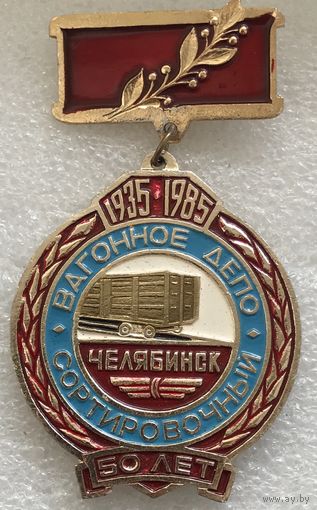 1935 · 1985
ВАГОННОЕ ДЕПО
ЧЕЛЯБИНСК
СОРТИРОВОЧНЫЙ
50 ЛЕТ
www.ay.by